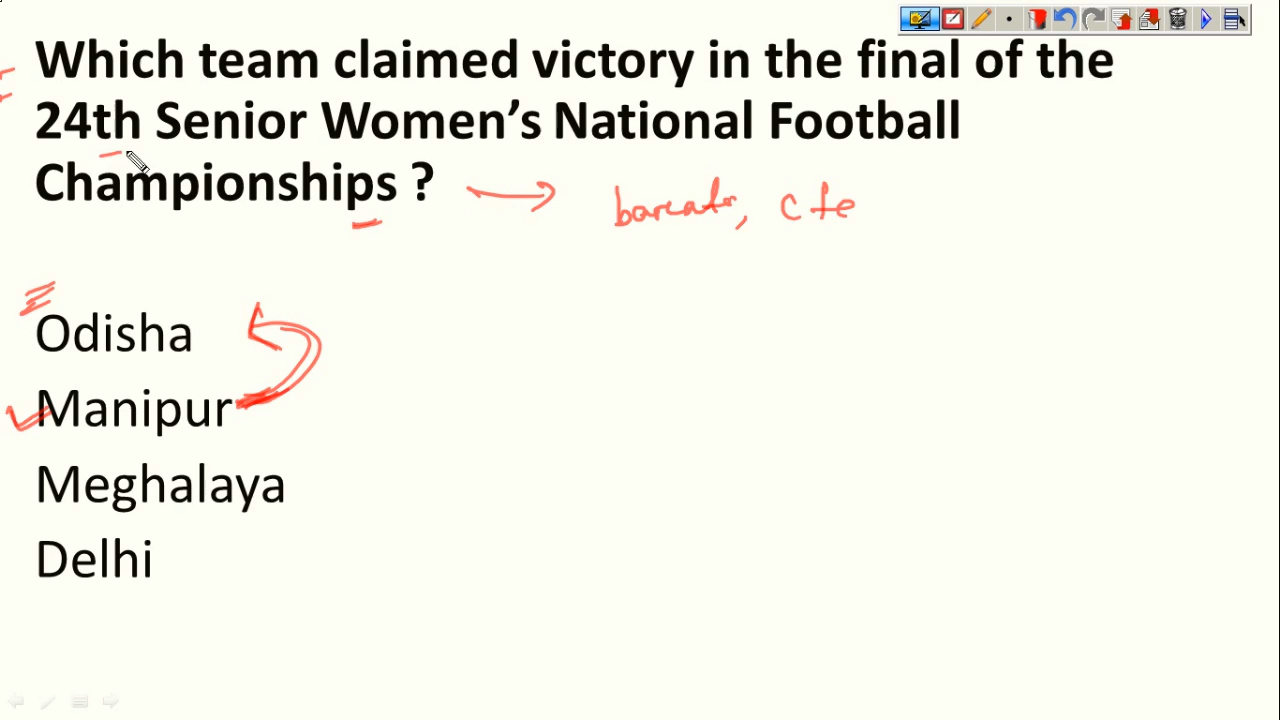 Which team claimed victory in the final of the
24th Senior Women’s National Football
Championships ?
Odisha
Manipur
Meghalaya
Delhi